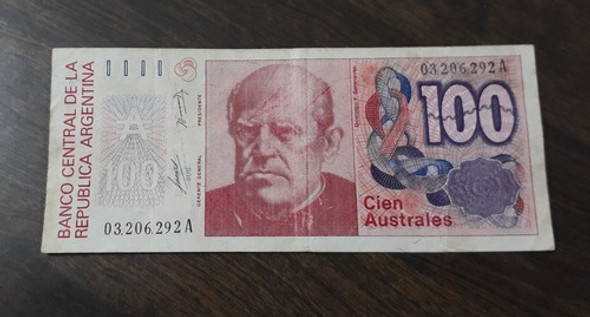 BANCO CENTRAL DE LA
REPUBLICA ARGENTINA
100
PRESIDENTE
GERENTE GENERAL
03.206.292 A
03.206.292 A
100
Cien
Australes